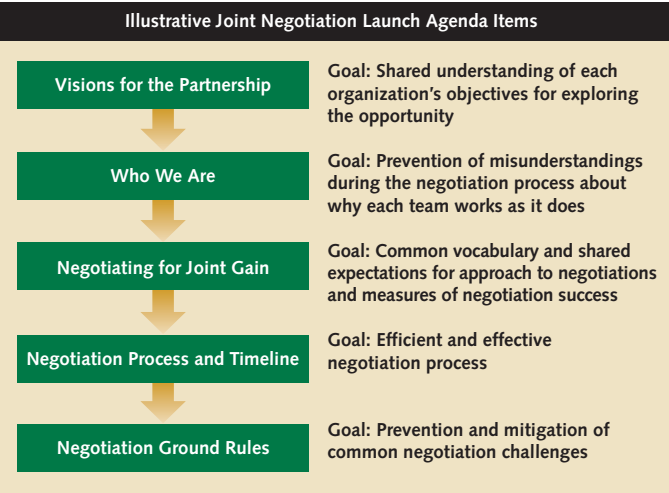 Illustrative Joint Negotiation Launch Agenda Items
Visions for the Partnership
Goal: Shared understanding of each
organization’s objectives for exploring
the opportunity
Who We Are
Goal: Prevention of misunderstandings
during the negotiation process about
why each team works as it does
Negotiating for Joint Gain
Goal: Common vocabulary and shared
expectations for approach to negotiations
and measures of negotiation success
Negotiation Process and Timeline
Goal: Efficient and effective
negotiation process
Negotiation Ground Rules
Goal: Prevention and mitigation of
common negotiation challenges